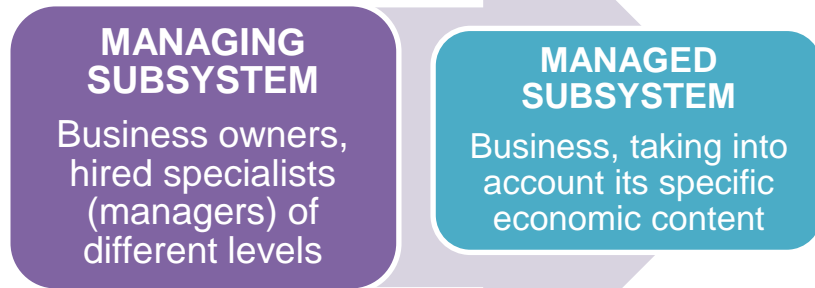 MANAGING
SUBSYSTEM
Business owners,
hired specialists
(managers) of
different levels
MANAGED
SUBSYSTEM
Business, taking into
account its specific
economic content